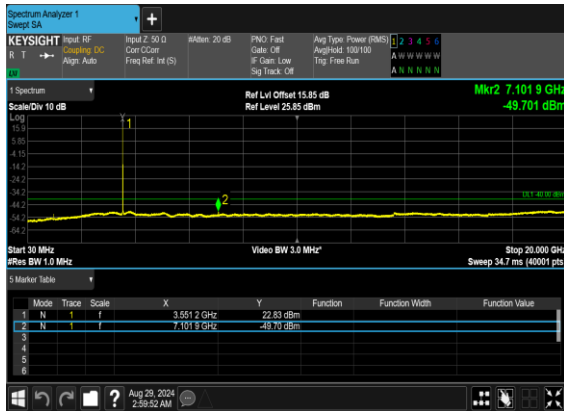 Spectrum Analyzer 1
Swept SA
+
KEYSIGHT Input: RF Input Z: 50 Ω #Atten: 20 dB PNO: Fast Avg Type: Power (RMS) 1 2 3 4 5 6
R T Coupling: DC Corr CCorr Gate: Off Avg|Hold: 100/100 A W W W W W
Align: Auto Freq Ref: Int (S) IF Gain: Low Trig: Free Run
LXI Sig Track: Off A N N N N N
1 Spectrum Ref Lvl Offset 15.85 dB Mkr2 7.101 9 GHz
Scale/Div 10 dB Ref Level 25.85 dBm -49.701 dBm
Log
15.9
1
5.85
-4.15
-14.2
-24.2
-34.2
DL1 -40.00 dBm
-44.2
2
-54.2
-64.2
Start 30 MHz Video BW 3.0 MHz* Stop 20.000 GHz
#Res BW 1.0 MHz Sweep 34.7 ms (40001 pts)
5 Marker Table
Mode Trace Scale X Y Function Function Width Function Value
1 N 1 f 3.551 2 GHz 22.83 dBm
2 N 1 f 7.101 9 GHz -49.70 dBm
3
4
5
6
? Aug 29, 2024
2:59:52 AM